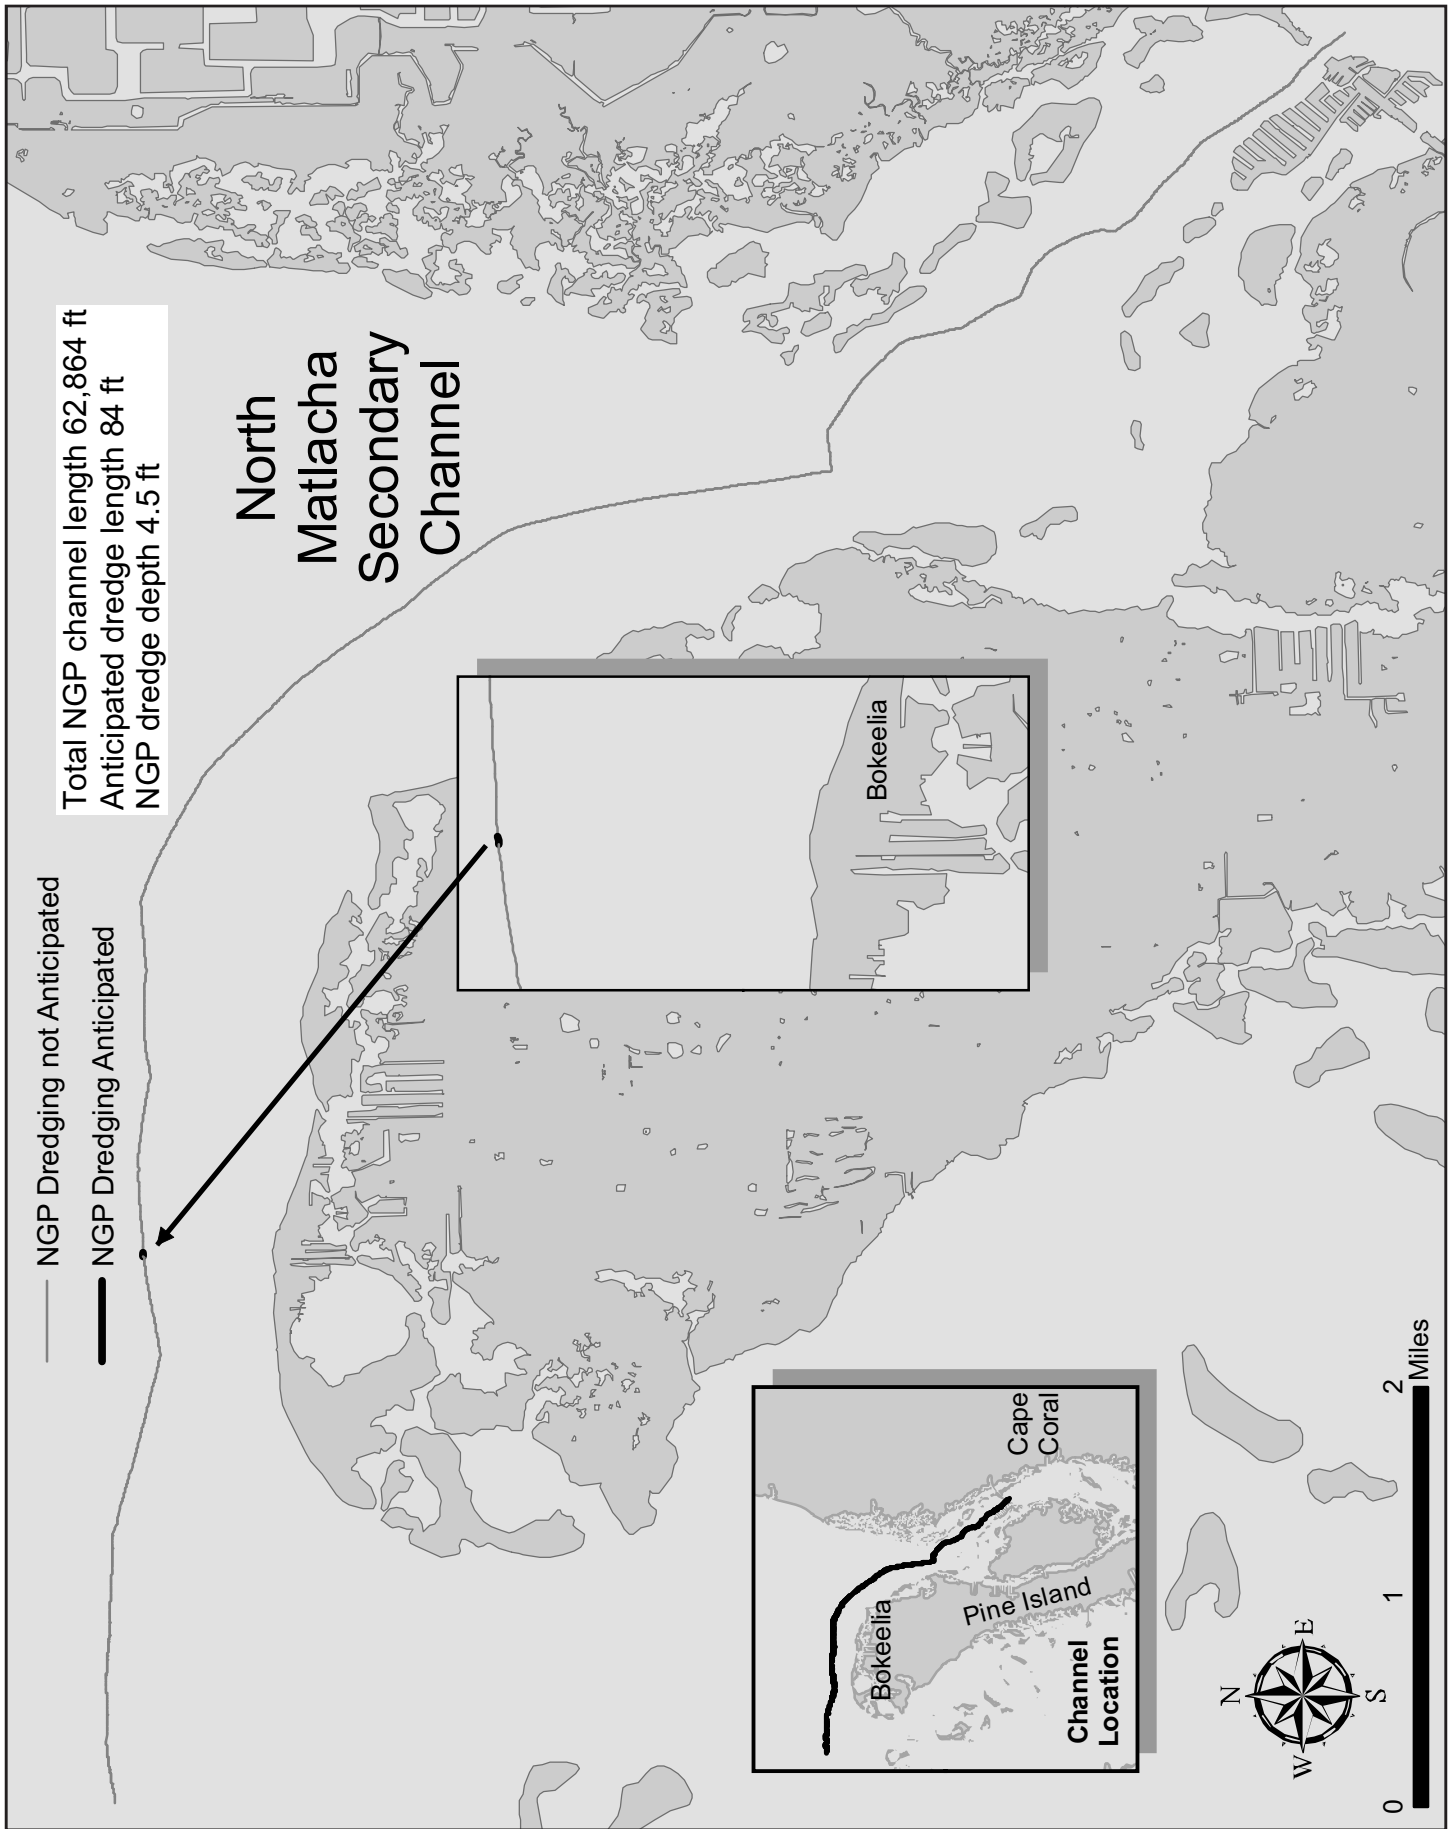 NGP Dredging not Anticipated
NGP Dredging Anticipated
Total NGP channel length 62,864 ft
Anticipated dredge length 84 ft
NGP dredge depth 4.5 ft
North
Matlacha
Secondary
Channel
Bokeelia
Cape
Coral
Bokeelia
Pine Island
Channel
Location
N
W
E
S
0
1
2
Miles